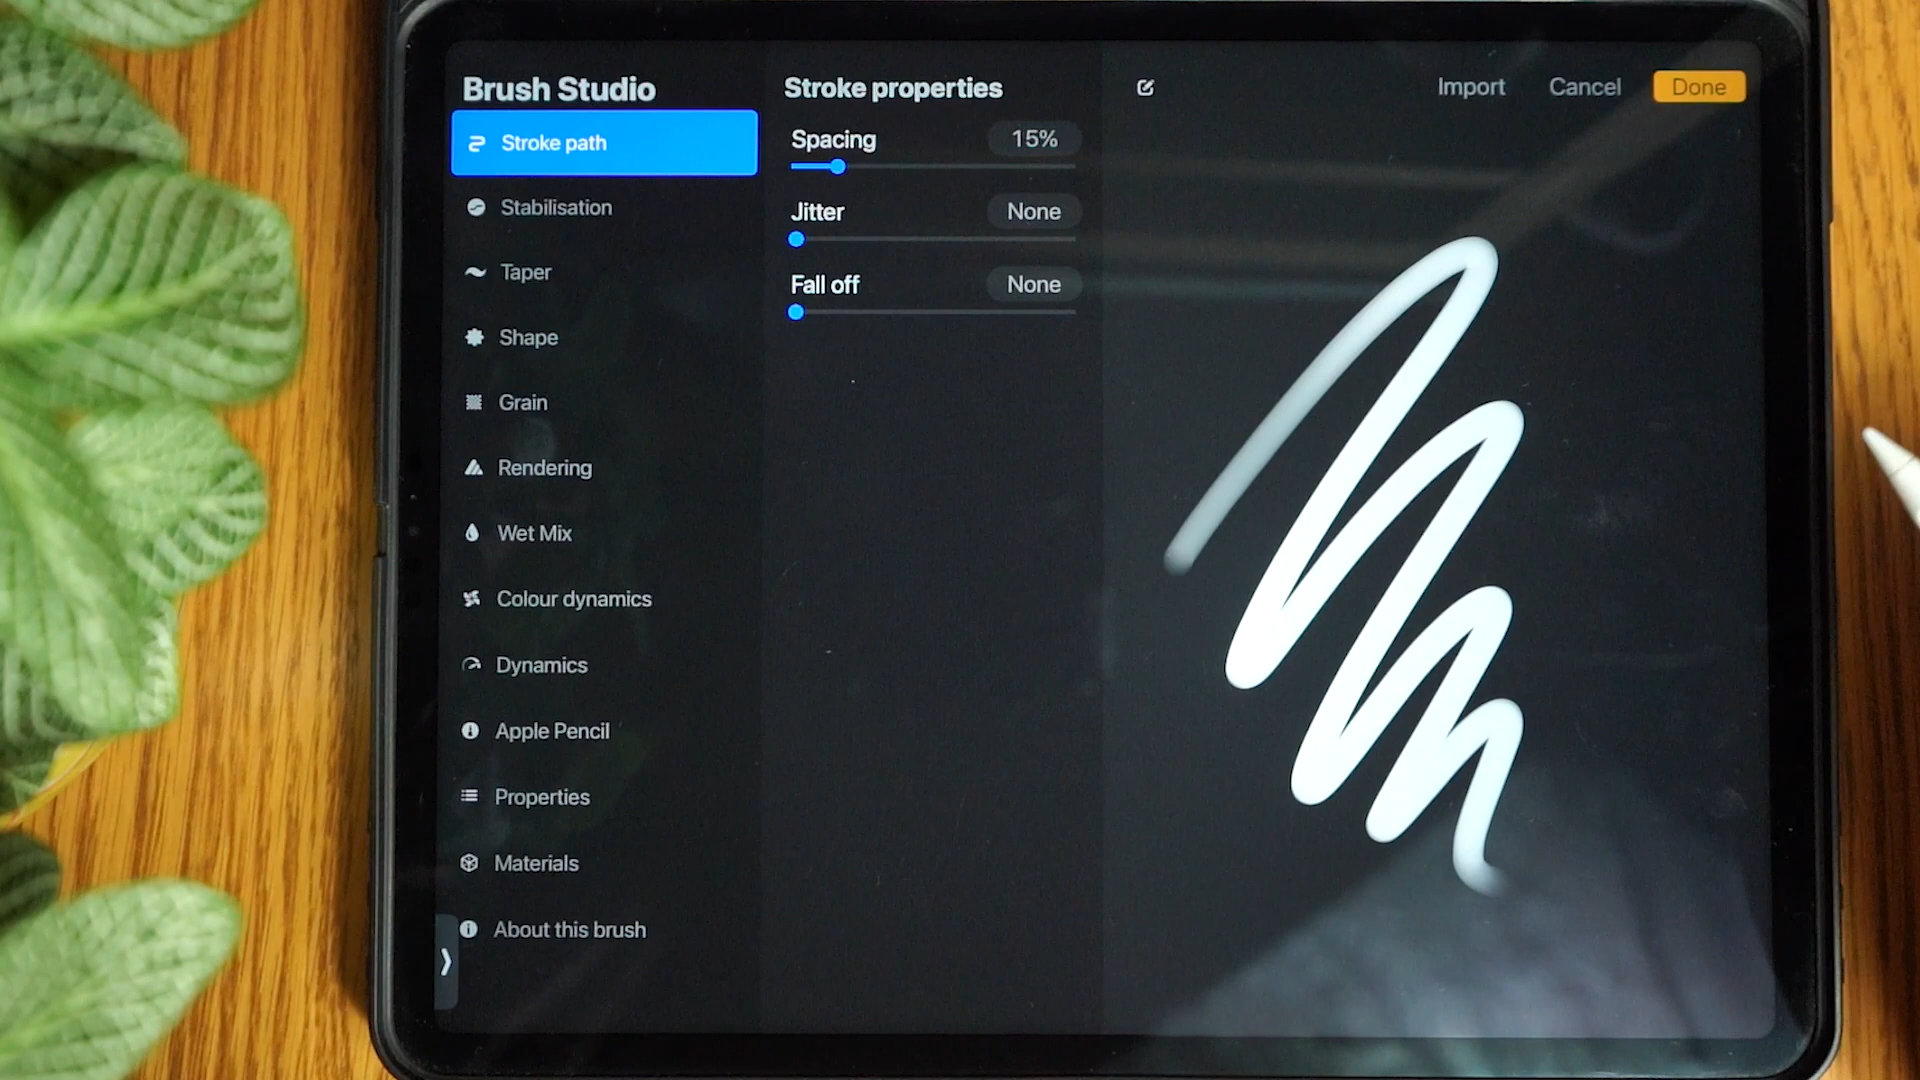 Brush Studio
Stroke path
Stabilisation
Taper
Shape
Grain
Rendering
Wet Mix
Colour dynamics
Dynamics
Apple Pencil
Properties
Materials
About this brush
Stroke properties
Spacing 15%
Jitter None
Fall off None
Import Cancel Done